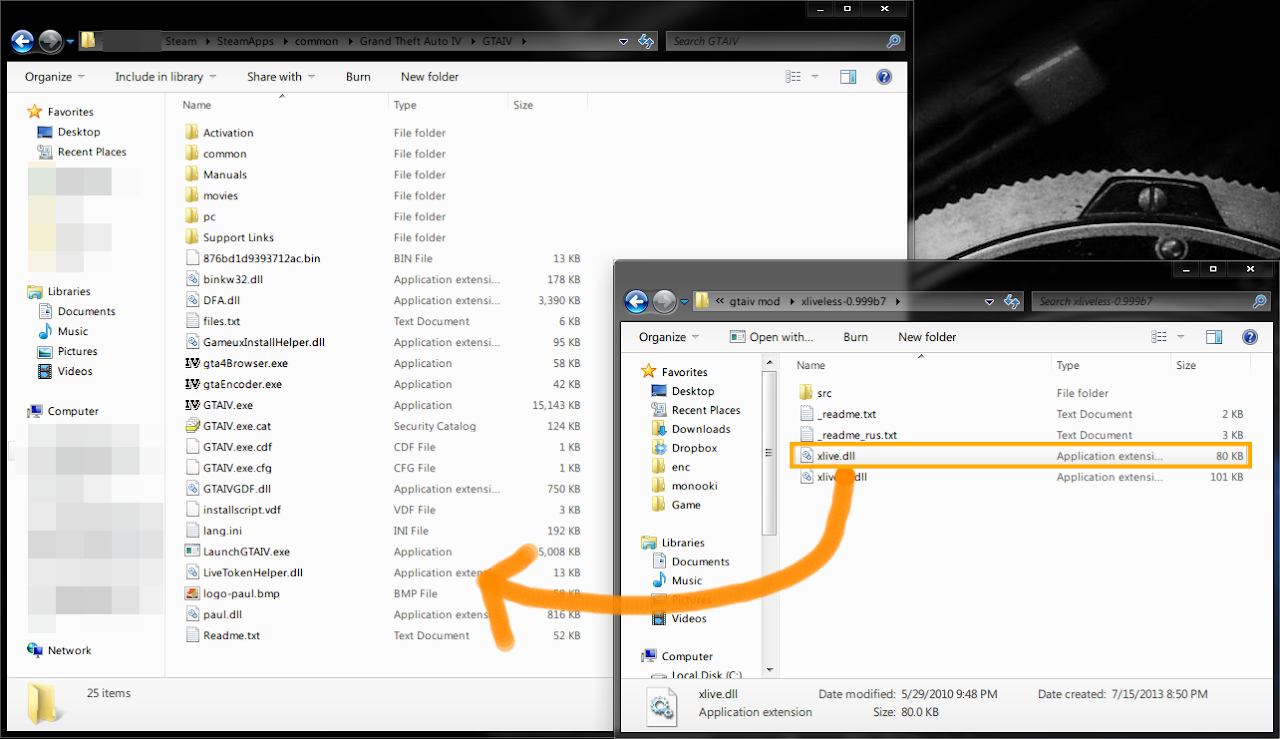 Steam ▸ SteamApps ▸ common ▸ Grand Theft Auto IV ▸ GTAIV ▸
Search GTAIV
Organize Include in library Share with Burn New folder
Favorites
Desktop
Recent Places
Libraries
Documents
Music
Pictures
Videos
Computer
Network
Name Type Size
Activation File folder
common File folder
Manuals File folder
movies File folder
pc File folder
Support Links File folder
876bd1d9393712ac.bin BIN File 13 KB
binkw32.dll Application extensi... 178 KB
DFA.dll Application extensi... 3,390 KB
files.txt Text Document 6 KB
GameuxInstallHelper.dll Application extensi... 95 KB
gta4Browser.exe Application 58 KB
gtaEncoder.exe Application 42 KB
GTAIV.exe Application 15,143 KB
GTAIV.exe.cat Security Catalog 124 KB
GTAIV.exe.cdf CDF File 1 KB
GTAIV.exe.cfg CFG File 1 KB
GTAIVGDF.dll Application extensi... 750 KB
installscript.vdf VDF File 3 KB
lang.ini INI File 192 KB
LaunchGTAIV.exe Application 5,008 KB
LiveTokenHelper.dll Application 13 KB
logo-paul.bmp BMP File KB
paul.dll Application 816 KB
Readme.txt Text Document 52 KB
25 items
« gtaiv mod ▸ xliveless-0.999b7 ▸
Search xliveless-0.999b7
Organize Open with... Burn New folder
Favorites
Desktop
Recent Places
Downloads
Dropbox
enc
monooki
Game
Libraries
Documents
Music
Pictures
Videos
Computer
Local Disk (C:)
Name Type Size
src File folder
_readme.txt Text Document 2 KB
_readme_rus.txt Text Document 3 KB
xlive.dll Application extensi... 80 KB
Application extensi... 101 KB
xlive.dll Date modified: 5/29/2010 9:48 PM Date created: 7/15/2013 8:50 PM
Application extension Size: 80.0 KB